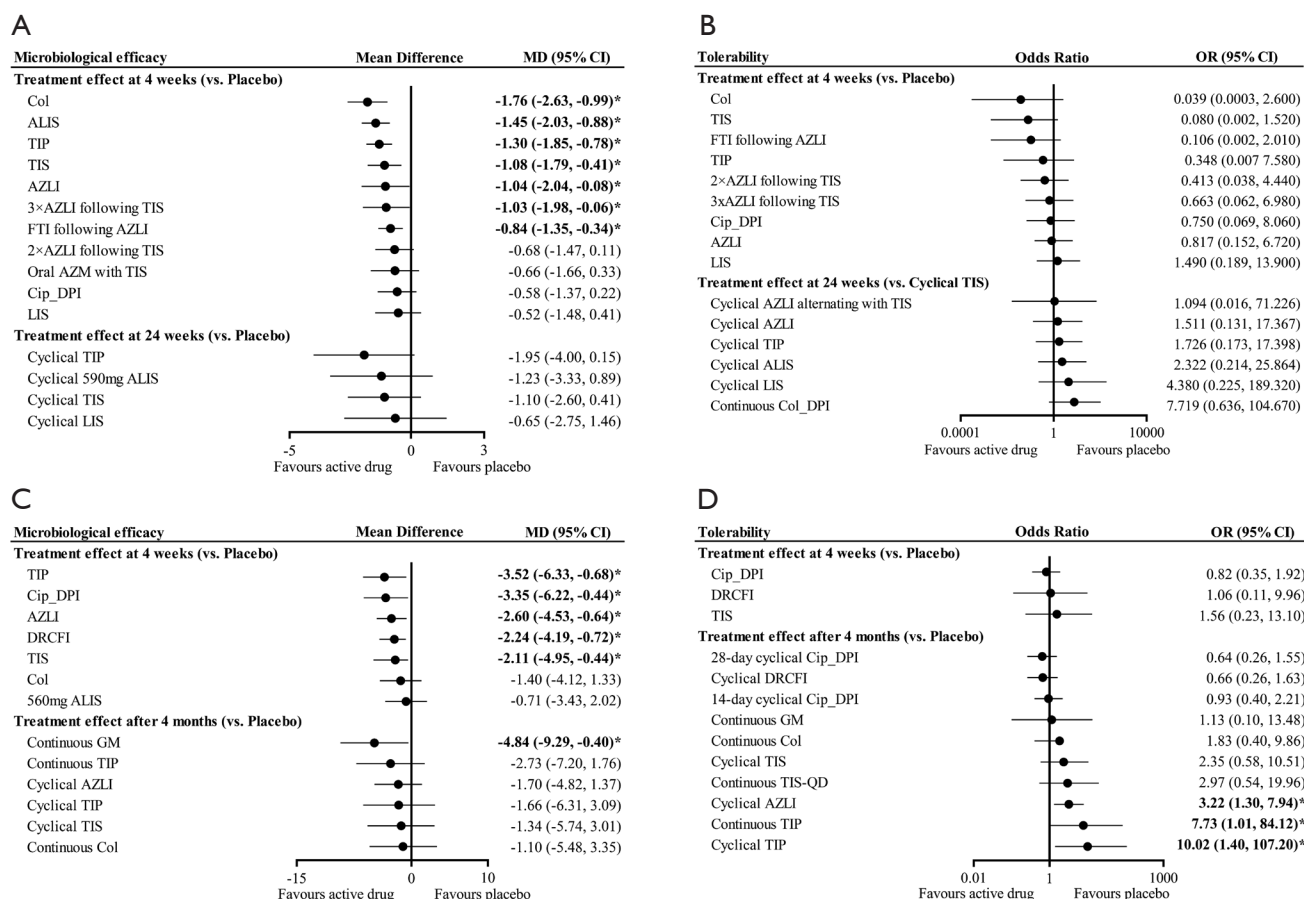 A
Microbiological efficacy Mean Difference MD (95% CI)
Treatment effect at 4 weeks (vs. Placebo)
Col -1.76 (-2.63, -0.99)*
ALIS -1.45 (-2.03, -0.88)*
TIP -1.30 (-1.85, -0.78)*
TIS -1.08 (-1.79, -0.41)*
AZLI -1.04 (-2.04, -0.08)*
3×AZLI following TIS -1.03 (-1.98, -0.06)*
FTI following AZLI -0.84 (-1.35, -0.34)*
2×AZLI following TIS -0.68 (-1.47, 0.11)
Oral AZM with TIS -0.66 (-1.66, 0.33)
Cip_DPI -0.58 (-1.37, 0.22)
LIS -0.52 (-1.48, 0.41)
Treatment effect at 24 weeks (vs. Placebo)
Cyclical TIP -1.95 (-4.00, 0.15)
Cyclical 590mg ALIS -1.23 (-3.33, 0.89)
Cyclical TIS -1.10 (-2.60, 0.41)
Cyclical LIS -0.65 (-2.75, 1.46)
-5 0 3
Favours active drug Favours placebo
B
Tolerability Odds Ratio OR (95% CI)
Treatment effect at 4 weeks (vs. Placebo)
Col 0.039 (0.0003, 2.600)
TIS 0.080 (0.002, 1.520)
FTI following AZLI 0.106 (0.002, 2.010)
TIP 0.348 (0.007 7.580)
2×AZLI following TIS 0.413 (0.038, 4.440)
3xAZLI following TIS 0.663 (0.062, 6.980)
Cip_DPI 0.750 (0.069, 8.060)
AZLI 0.817 (0.152, 6.720)
LIS 1.490 (0.189, 13.900)
Treatment effect at 24 weeks (vs. Cyclical TIS)
Cyclical AZLI alternating with TIS 1.094 (0.016, 71.226)
Cyclical AZLI 1.511 (0.131, 17.367)
Cyclical TIP 1.726 (0.173, 17.398)
Cyclical ALIS 2.322 (0.214, 25.864)
Cyclical LIS 4.380 (0.225, 189.320)
Continuous Col_DPI 7.719 (0.636, 104.670)
0.0001 1 10000
Favours active drug Favours placebo
C
Microbiological efficacy Mean Difference MD (95% CI)
Treatment effect at 4 weeks (vs. Placebo)
TIP -3.52 (-6.33, -0.68)*
Cip_DPI -3.35 (-6.22, -0.44)*
AZLI -2.60 (-4.53, -0.64)*
DRCFI -2.24 (-4.19, -0.72)*
TIS -2.11 (-4.95, -0.44)*
Col -1.40 (-4.12, 1.33)
560mg ALIS -0.71 (-3.43, 2.02)
Treatment effect after 4 months (vs. Placebo)
Continuous GM -4.84 (-9.29, -0.40)*
Continuous TIP -2.73 (-7.20, 1.76)
Cyclical AZLI -1.70 (-4.82, 1.37)
Cyclical TIP -1.66 (-6.31, 3.09)
Cyclical TIS -1.34 (-5.74, 3.01)
Continuous Col -1.10 (-5.48, 3.35)
-15 0 10
Favours active drug Favours placebo
D
Tolerability Odds Ratio OR (95% CI)
Treatment effect at 4 weeks (vs. Placebo)
Cip_DPI 0.82 (0.35, 1.92)
DRCFI 1.06 (0.11, 9.96)
TIS 1.56 (0.23, 13.10)
Treatment effect after 4 months (vs. Placebo)
28-day cyclical Cip_DPI 0.64 (0.26, 1.55)
Cyclical DRCFI 0.66 (0.26, 1.63)
14-day cyclical Cip_DPI 0.93 (0.40, 2.21)
Continuous GM 1.13 (0.10, 13.48)
Continuous Col 1.83 (0.40, 9.86)
Cyclical TIS 2.35 (0.58, 10.51)
Continuous TIS-QD 2.97 (0.54, 19.96)
Cyclical AZLI 3.22 (1.30, 7.94)*
Continuous TIP 7.73 (1.01, 84.12)*
Cyclical TIP 10.02 (1.40, 107.20)*
0.01 1 1000
Favours active drug Favours placebo